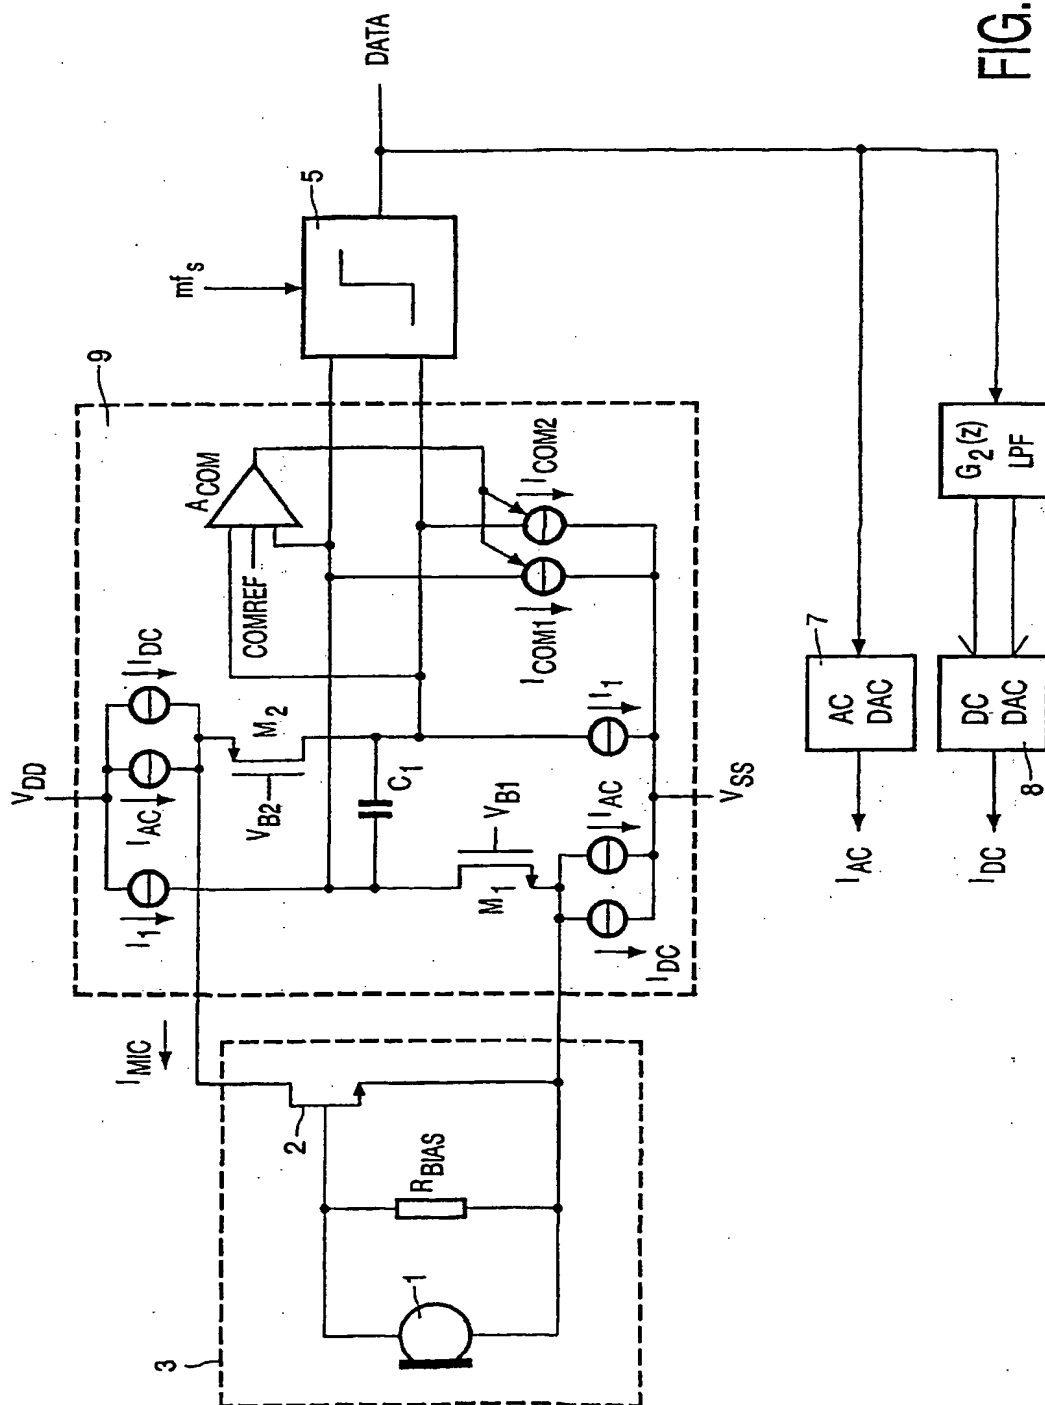 3
1
2
R_BIAS
I_MIC
9
V_DD
I_1
I_AC
I_DC
V_B2
M_2
C_1
M_1
V_B1
I_DC
I_AC
I_1
V_SS
COMREF
A_COM
I_COM1
I_COM2
mf_s
5
DATA
7
AC
DAC
I_AC
G_2(z)
LPF
8
DC
DAC
I_DC
FIG.